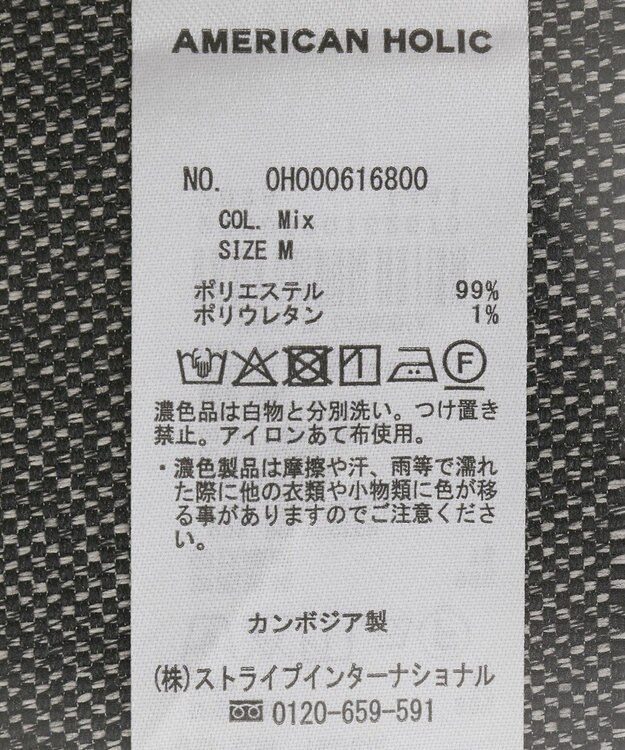 AMERICAN HOLIC
NO. 0H000616800
COL. Mix
SIZE M
ポリエステル 99%
ポリウレタン 1%
F
濃色品は白物と分別洗い。つけ置き
禁止。アイロンあて布使用。
・濃色製品は摩擦や汗、雨等で濡れ
た際に他の衣類や小物類に色が移
る事がありますのでご注意くださ
い。
カンボジア製
(株)ストライプインターナショナル
0120-659-591